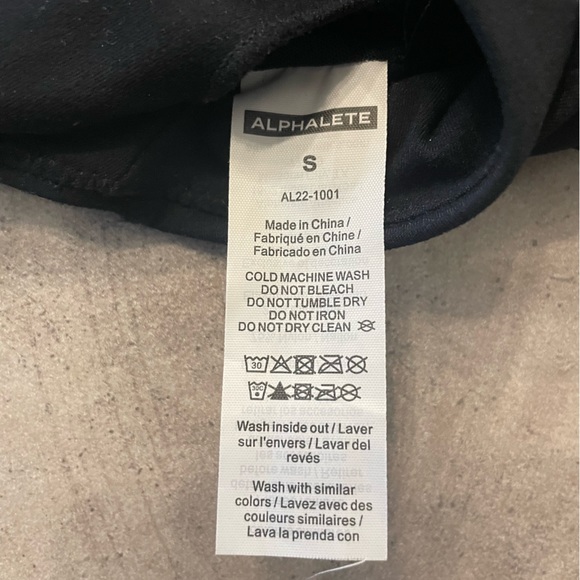 ALPHALETE
S
AL22-1001
Made in China /
Fabriqué en Chine /
Fabricado en China
COLD MACHINE WASH
DO NOT BLEACH
DO NOT TUMBLE DRY
DO NOT IRON
DO NOT DRY CLEAN
30
30C
Wash inside out / Laver
sur l'envers / Lavar del
revés
Wash with similar
colors / Lavez avec des
couleurs similaires /
Lava la prenda con